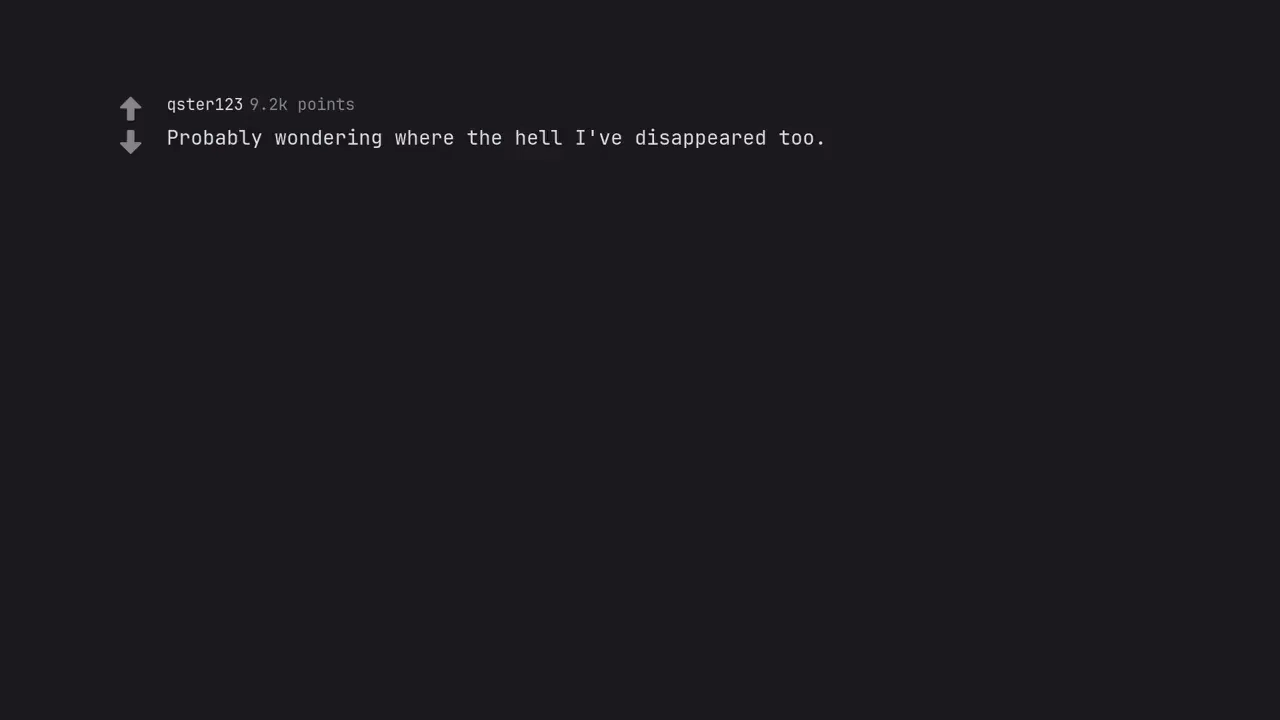 qster123 9.2k points
Probably wondering where the hell I've disappeared too.